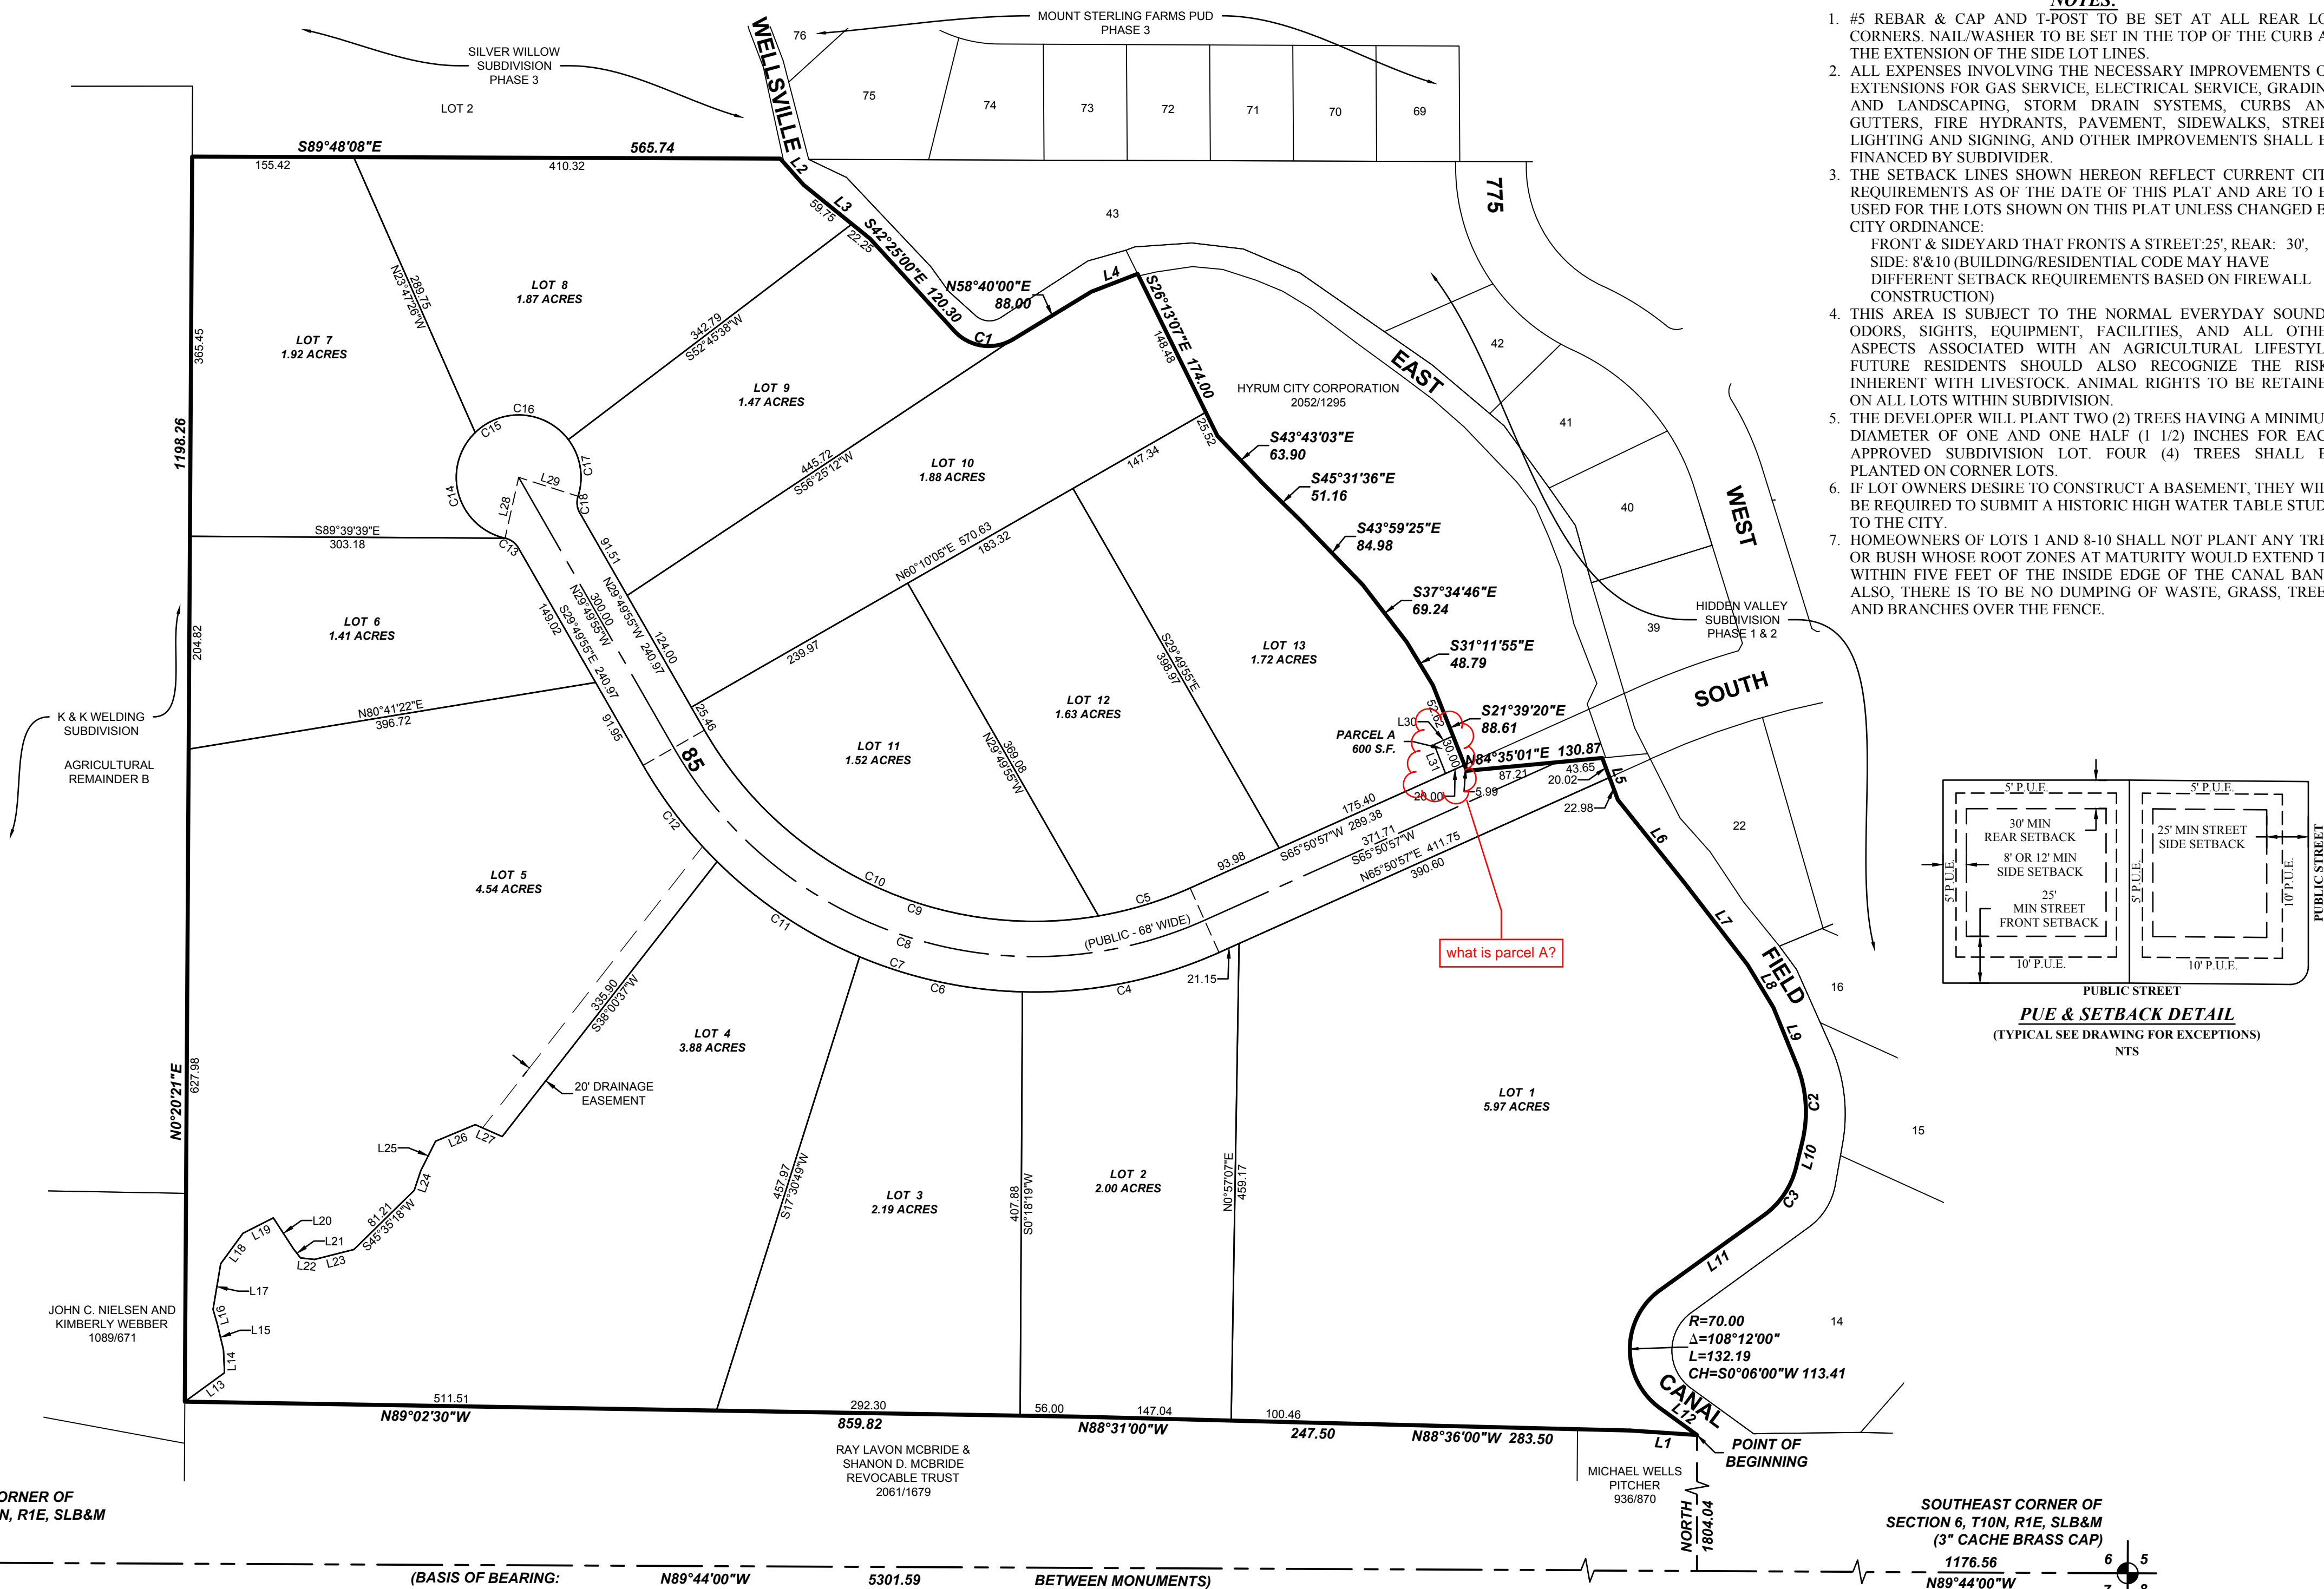 MOUNT STERLING FARMS PUD
PHASE 3
SILVER WILLOW
SUBDIVISION
PHASE 3
LOT 2
WELLSVILLE
76
75
74
73
72
71
70
69
43
775
S89°48'08"E
565.74
155.42
410.32
L2
L3
59.75
22.25
S42°25'00"E 120.30
N58°40'00"E
88.00
C1
L4
S26°13'07"E 174.00
148.48
25.52
EAST
HYRUM CITY CORPORATION
2052/1295
42
41
40
39
WEST
HIDDEN VALLEY
SUBDIVISION
PHASE 1 & 2
SOUTH
S43°43'03"E
63.90
S45°31'36"E
51.16
S43°59'25"E
84.98
S37°34'46"E
69.24
S31°11'55"E
48.79
S21°39'20"E
88.61
52.62
L30
PARCEL A
600 S.F.
30.00
L31
N84°35'01"E 130.87
87.21
43.65
20.00
5.99
20.02
L5
22.98
what is parcel A?
1198.26
N0°20'21"E
365.45
204.82
627.98
LOT 7
1.92 ACRES
N23°47'26"W
289.75
LOT 8
1.87 ACRES
342.79
S52°45'38"W
LOT 9
1.47 ACRES
445.72
S56°25'12"W
LOT 10
1.88 ACRES
147.34
N60°10'05"E 570.63
183.32
239.97
C16
C15
C17
C14
C18
L29
L28
C13
S89°39'39"E
303.18
LOT 6
1.41 ACRES
N80°41'22"E
396.72
91.51
N29°49'55"W 240.97
124.00
300.00
N29°49'55"W
S29°49'55"E 240.97
149.02
91.95
25.46
85
LOT 11
1.52 ACRES
369.08
N29°49'55"W
LOT 12
1.63 ACRES
S29°49'55"E
398.97
LOT 13
1.72 ACRES
C12
C10
C9
C8
C11
C7
C6
C5
C4
93.98
175.40
S65°50'57"W 289.38
371.71
S65°50'57"W
N65°50'57"E 411.75
390.60
(PUBLIC - 68' WIDE)
21.15
K & K WELDING
SUBDIVISION
AGRICULTURAL
REMAINDER B
LOT 5
4.54 ACRES
335.90
S38°00'37"W
20' DRAINAGE
EASEMENT
LOT 4
3.88 ACRES
457.97
S17°30'49"W
LOT 3
2.19 ACRES
407.88
S0°18'19"W
LOT 2
2.00 ACRES
N0°57'07"E
459.17
LOT 1
5.97 ACRES
L25
L26
L27
L24
81.21
S45°35'18"W
L20
L21
L19
L18
L22
L23
L17
L16
L15
L14
L13
JOHN C. NIELSEN AND
KIMBERLY WEBBER
1089/671
L6
L7
FIELD
L8
L9
C2
L10
C3
L11
22
16
15
14
R=70.00
Δ=108°12'00"
L=132.19
CH=S0°06'00"W 113.41
CANAL
L12
L1
POINT OF
BEGINNING
511.51
N89°02'30"W
292.30
859.82
56.00
147.04
N88°31'00"W
100.46
247.50
N88°36'00"W 283.50
RAY LAVON MCBRIDE &
SHANON D. MCBRIDE
REVOCABLE TRUST
2061/1679
MICHAEL WELLS
PITCHER
936/870
NORTH
1804.04
ORNER OF
N, R1E, SLB&M
(BASIS OF BEARING: N89°44'00"W 5301.59 BETWEEN MONUMENTS)
SOUTHEAST CORNER OF
SECTION 6, T10N, R1E, SLB&M
(3" CACHE BRASS CAP)
1176.56
N89°44'00"W
6 5
7 8
NOTES:
1. #5 REBAR & CAP AND T-POST TO BE SET AT ALL REAR LO
CORNERS. NAIL/WASHER TO BE SET IN THE TOP OF THE CURB A
THE EXTENSION OF THE SIDE LOT LINES.
2. ALL EXPENSES INVOLVING THE NECESSARY IMPROVEMENTS O
EXTENSIONS FOR GAS SERVICE, ELECTRICAL SERVICE, GRADIN
AND LANDSCAPING, STORM DRAIN SYSTEMS, CURBS AN
GUTTERS, FIRE HYDRANTS, PAVEMENT, SIDEWALKS, STREE
LIGHTING AND SIGNING, AND OTHER IMPROVEMENTS SHALL B
FINANCED BY SUBDIVIDER.
3. THE SETBACK LINES SHOWN HEREON REFLECT CURRENT CIT
REQUIREMENTS AS OF THE DATE OF THIS PLAT AND ARE TO B
USED FOR THE LOTS SHOWN ON THIS PLAT UNLESS CHANGED B
CITY ORDINANCE:
FRONT & SIDEYARD THAT FRONTS A STREET:25', REAR: 30',
SIDE: 8'&10 (BUILDING/RESIDENTIAL CODE MAY HAVE
DIFFERENT SETBACK REQUIREMENTS BASED ON FIREWALL
CONSTRUCTION)
4. THIS AREA IS SUBJECT TO THE NORMAL EVERYDAY SOUND
ODORS, SIGHTS, EQUIPMENT, FACILITIES, AND ALL OTHE
ASPECTS ASSOCIATED WITH AN AGRICULTURAL LIFESTYL
FUTURE RESIDENTS SHOULD ALSO RECOGNIZE THE RISK
INHERENT WITH LIVESTOCK. ANIMAL RIGHTS TO BE RETAINE
ON ALL LOTS WITHIN SUBDIVISION.
5. THE DEVELOPER WILL PLANT TWO (2) TREES HAVING A MINIMU
DIAMETER OF ONE AND ONE HALF (1 1/2) INCHES FOR EAC
APPROVED SUBDIVISION LOT. FOUR (4) TREES SHALL B
PLANTED ON CORNER LOTS.
6. IF LOT OWNERS DESIRE TO CONSTRUCT A BASEMENT, THEY WIL
BE REQUIRED TO SUBMIT A HISTORIC HIGH WATER TABLE STUD
TO THE CITY.
7. HOMEOWNERS OF LOTS 1 AND 8-10 SHALL NOT PLANT ANY TRE
OR BUSH WHOSE ROOT ZONES AT MATURITY WOULD EXTEND T
WITHIN FIVE FEET OF THE INSIDE EDGE OF THE CANAL BAN
ALSO, THERE IS TO BE NO DUMPING OF WASTE, GRASS, TREE
AND BRANCHES OVER THE FENCE.
5' P.U.E.
5' P.U.E.
30' MIN
REAR SETBACK
8' OR 12' MIN
SIDE SETBACK
25'
MIN STREET
FRONT SETBACK
10' P.U.E.
5' P.U.E.
5' P.U.E.
25' MIN STREET
SIDE SETBACK
10' P.U.E.
10' P.U.E.
PUBLIC STREET
PUBLIC STREET
PUE & SETBACK DETAIL
(TYPICAL SEE DRAWING FOR EXCEPTIONS)
NTS